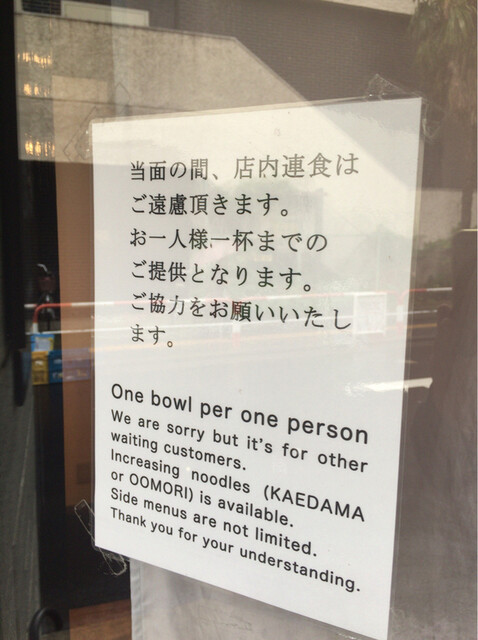 当面の間、店内連食は
ご遠慮頂きます。
お一人様一杯までの
ご提供となります。
ご協力をお願いいたし
ます。
One bowl per one person
We are sorry but it's for other
waiting customers.
Increasing noodles (KAEDAMA
or OOMORI) is available.
Side menus are not limited.
Thank you for your understanding.